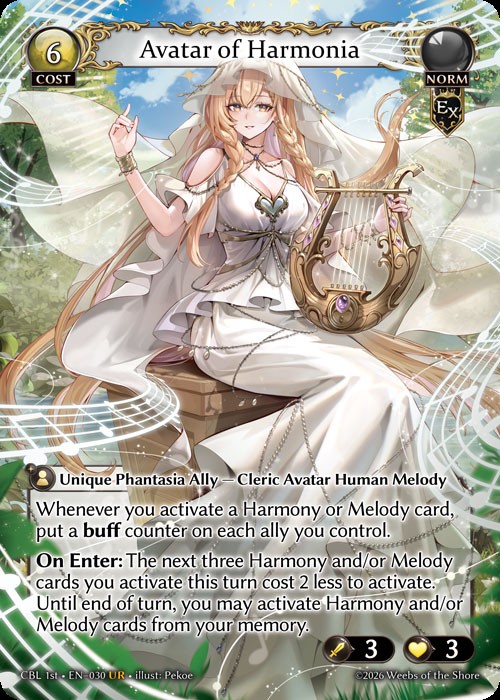 6
COST
Avatar of Harmonia
NORM
Ex
Unique Phantasia Ally — Cleric Avatar Human Melody
Whenever you activate a Harmony or Melody card,
put a buff counter on each ally you control.
On Enter: The next three Harmony and/or Melody
cards you activate this turn cost 2 less to activate.
Until end of turn, you may activate Harmony and/or
Melody cards from your memory.
3
3
CBL 1st • EN-030 UR • illust: Pekoe
©2026 Weebs of the Shore